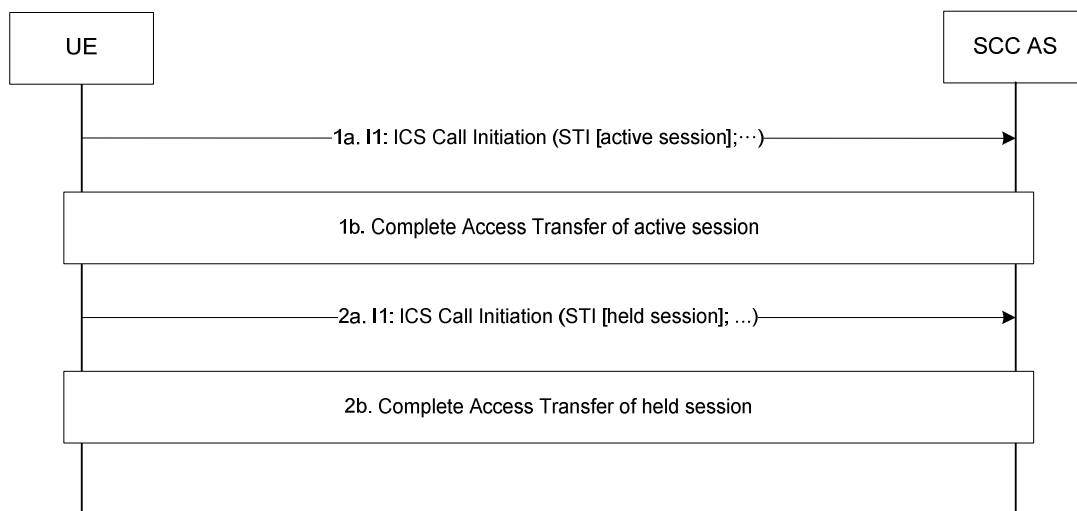 UE
SCC AS
1a. I1: ICS Call Initiation (STI [active session];⋯)
1b. Complete Access Transfer of active session
2a. I1: ICS Call Initiation (STI [held session]; ...)
2b. Complete Access Transfer of held session